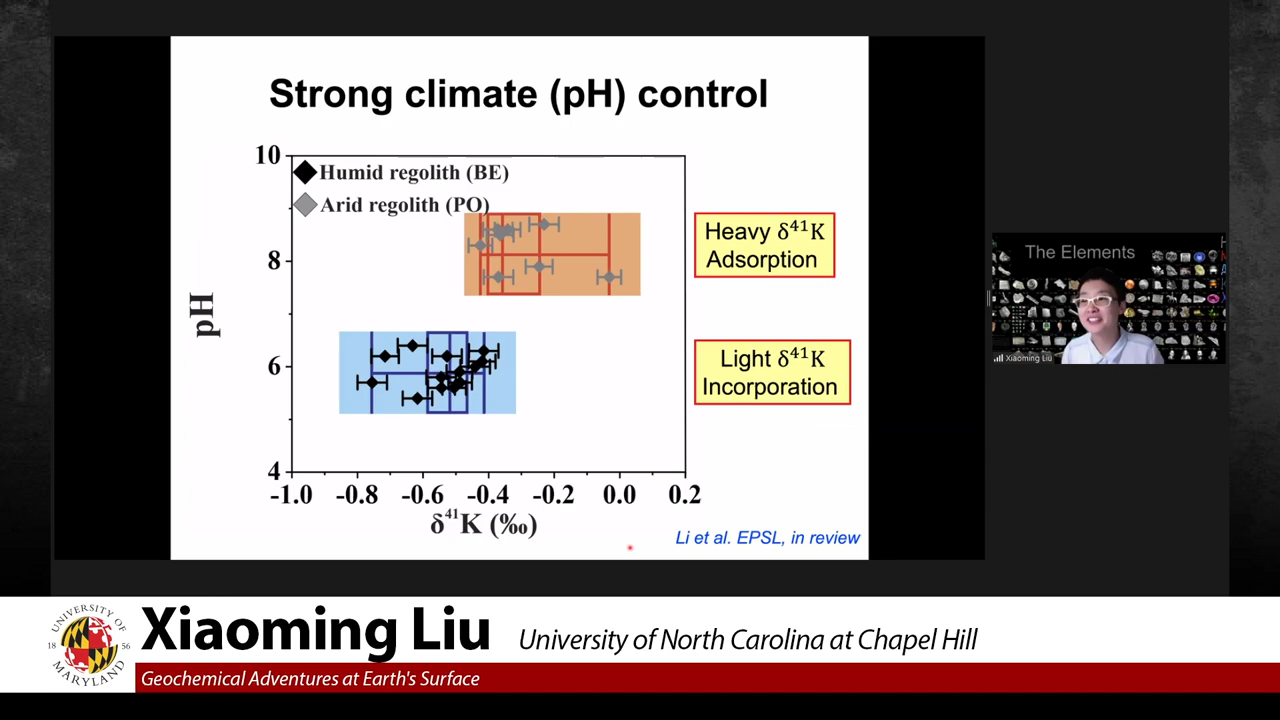 Strong climate (pH) control
10
8
6
4
pH
Humid regolith (BE)
Arid regolith (PO)
-1.0 -0.8 -0.6 -0.4 -0.2 0.0 0.2
δ⁴¹K (‰)
Heavy δ⁴¹K
Adsorption
Light δ⁴¹K
Incorporation
Li et al. EPSL, in review
The Elements
Xiaoming Liu
UNIVERSITY OF
18 56
MARYLAND
Xiaoming Liu University of North Carolina at Chapel Hill
Geochemical Adventures at Earth's Surface